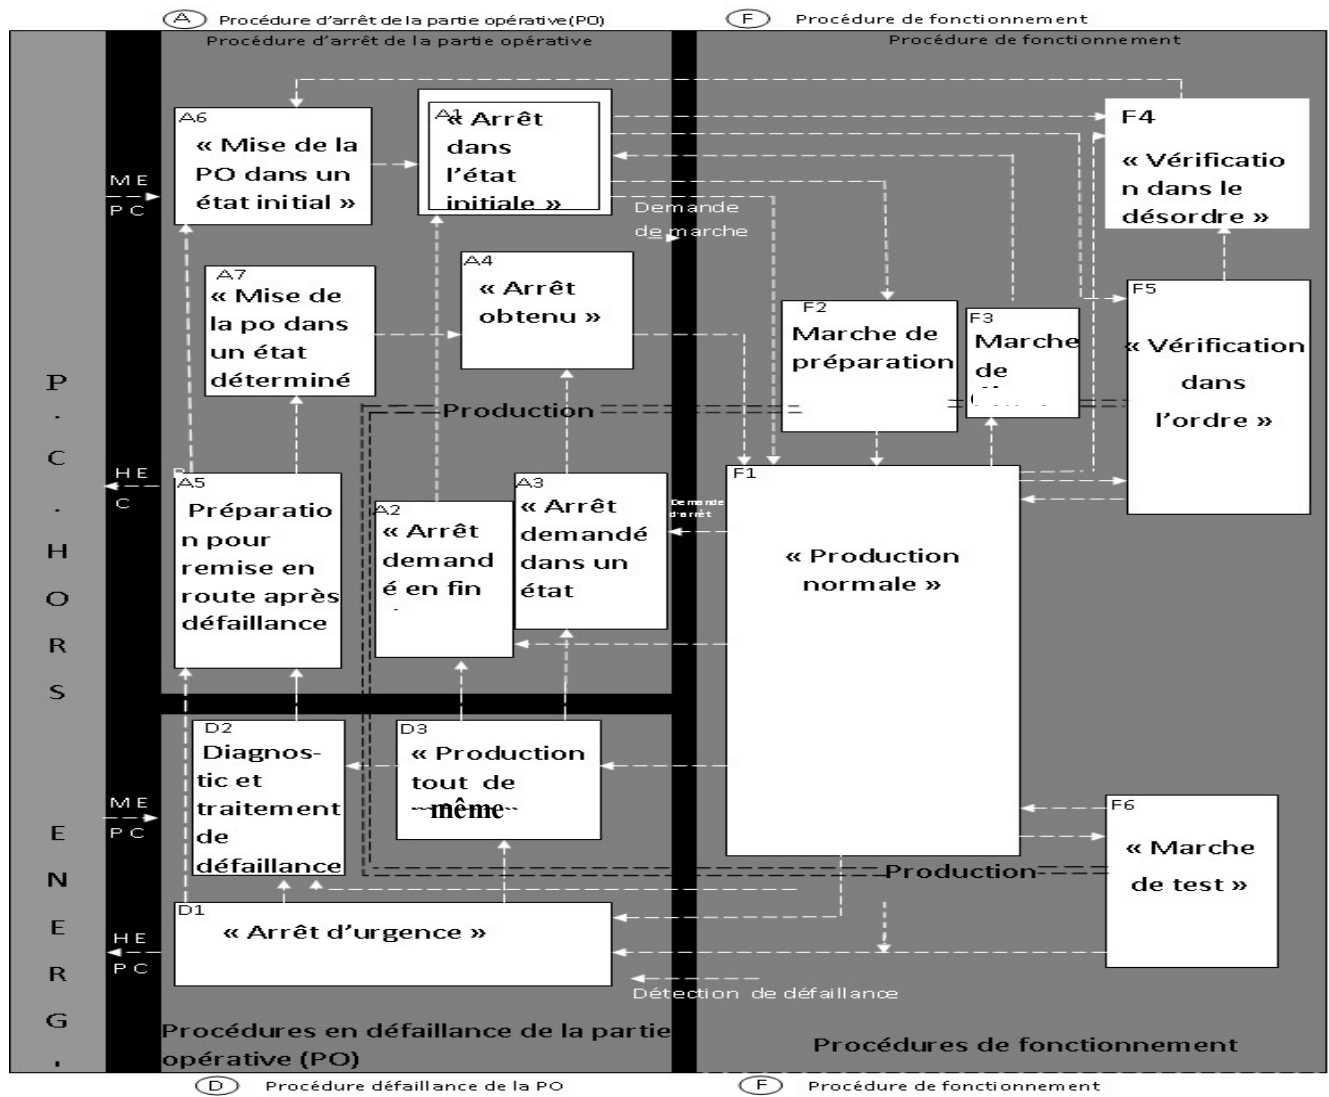 A Procédure d'arrêt de la partie opérative(PO)
F Procédure de fonctionnement
Procédure d'arrêt de la partie opérative
Procédure de fonctionnement
A6
« Mise de la
PO dans un
état initial »
A1
« Arrêt
dans
l'état
initiale »
F4
« Vérificatio
n dans le
désordre »
ME
PC
Demande
de marche
A7
« Mise de
la po dans
un état
déterminé
A4
« Arrêt
obtenu »
F2
Marche de
préparation
F3
Marche
de
F5
« Vérification
dans
l'ordre »
Production
P
.
C
.
H
O
R
S
HE
C
A5
Préparatio
n pour
remise en
route après
défaillance
A2
« Arrêt
demand
é en fin
A3
« Arrêt
demandé
dans un
état
Demande
d'arrêt
F1
« Production
normale »
D2
Diagnos-
tic et
traitement
de
défaillance
D3
« Production
tout de
même
ME
PC
E
N
E
R
G
F6
« Marche
de test »
Production
D1
« Arrêt d'urgence »
HE
PC
Détection de défaillance
Procédures en défaillance de la partie
opérative (PO)
Procédures de fonctionnement
D Procédure défaillance de la PO
F Procédure de fonctionnement